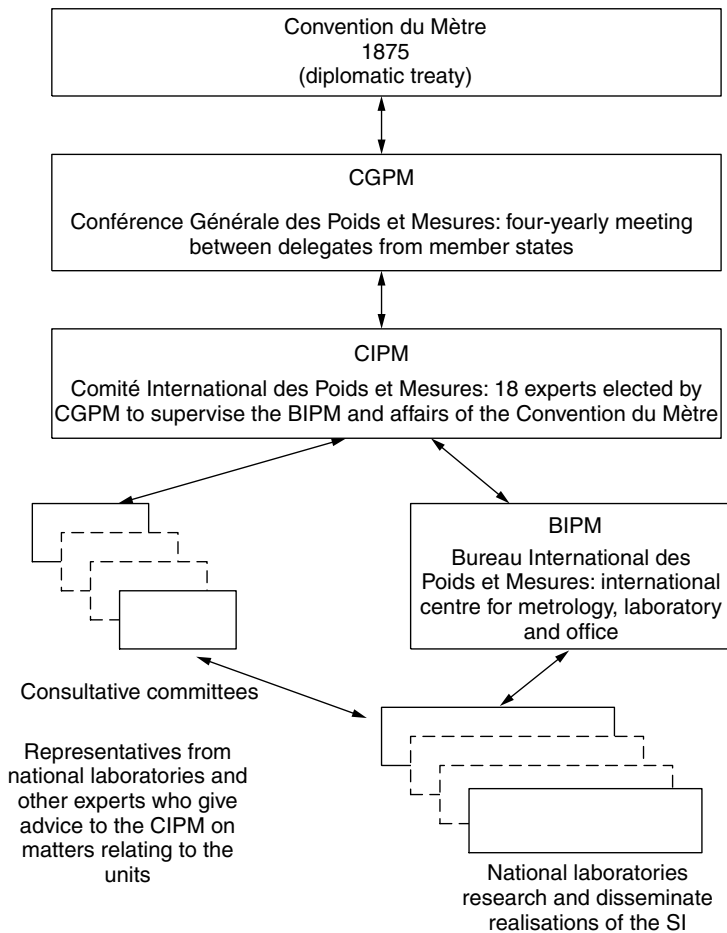 Convention du Mètre
1875
(diplomatic treaty)
CGPM
Conférence Générale des Poids et Mesures: four-yearly meeting
between delegates from member states
CIPM
Comité International des Poids et Mesures: 18 experts elected by
CGPM to supervise the BIPM and affairs of the Convention du Mètre
BIPM
Bureau International des
Poids et Mesures: international
centre for metrology, laboratory
and office
Consultative committees
Representatives from
national laboratories and
other experts who give
advice to the CIPM on
matters relating to the
units
National laboratories
research and disseminate
realisations of the SI